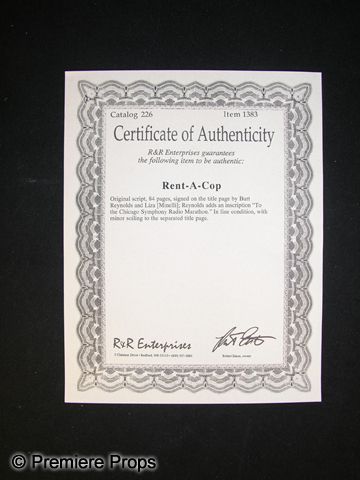 Catalog 226 Item 1383
Certificate of Authenticity
R&R Enterprises guarantees
the following item to be authentic:
Rent-A-Cop
Original script, 84 pages, signed on the title page by Burt
Reynolds and Liza [Minelli]; Reynolds adds an inscription "To
the Chicago Symphony Radio Marathon." In fine condition, with
minor soiling to the separated title page.
R&R Enterprises
© Premiere Props